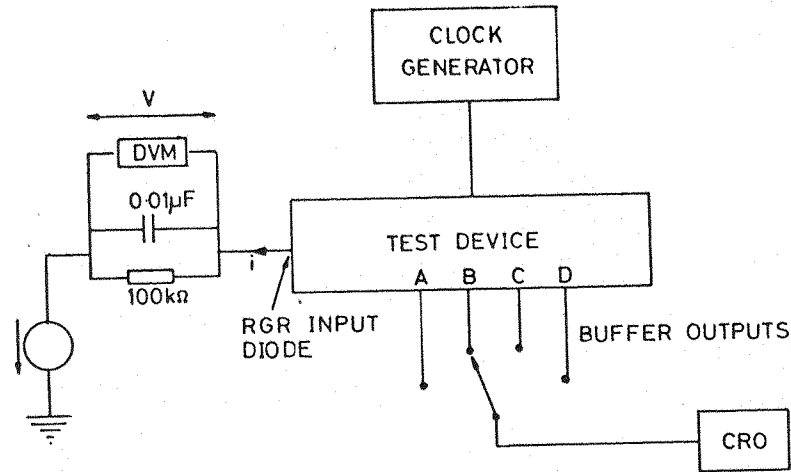 CLOCK
GENERATOR
V
DVM
0·01µF
100kΩ
i
TEST DEVICE
A B C D
RGR INPUT
DIODE
BUFFER OUTPUTS
CRO